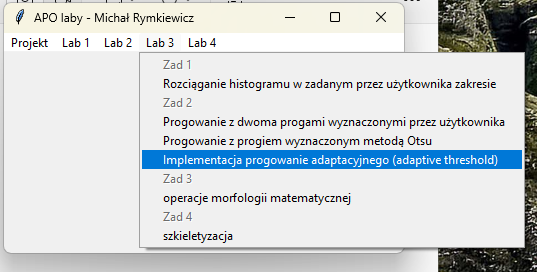 APO laby - Michał Rymkiewicz
Projekt Lab 1 Lab 2 Lab 3 Lab 4
Zad 1
Rozciąganie histogramu w zadanym przez użytkownika zakresie
Zad 2
Progowanie z dwoma progami wyznaczonymi przez użytkownika
Progowanie z progiem wyznaczonym metodą Otsu
Implementacja progowanie adaptacyjnego (adaptive threshold)
Zad 3
operacje morfologii matematycznej
Zad 4
szkieletyzacja